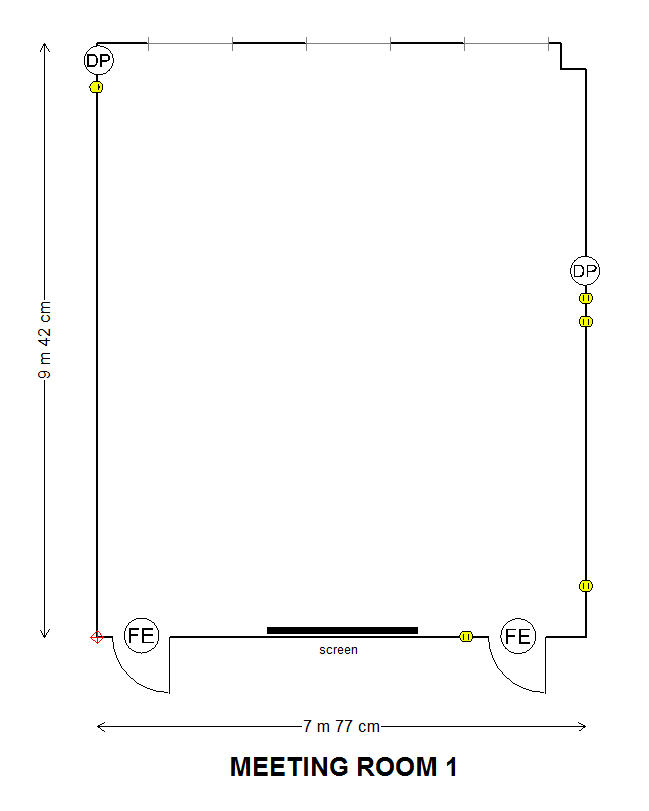 DP
DP
9 m 42 cm
FE
FE
screen
7 m 77 cm
MEETING ROOM 1